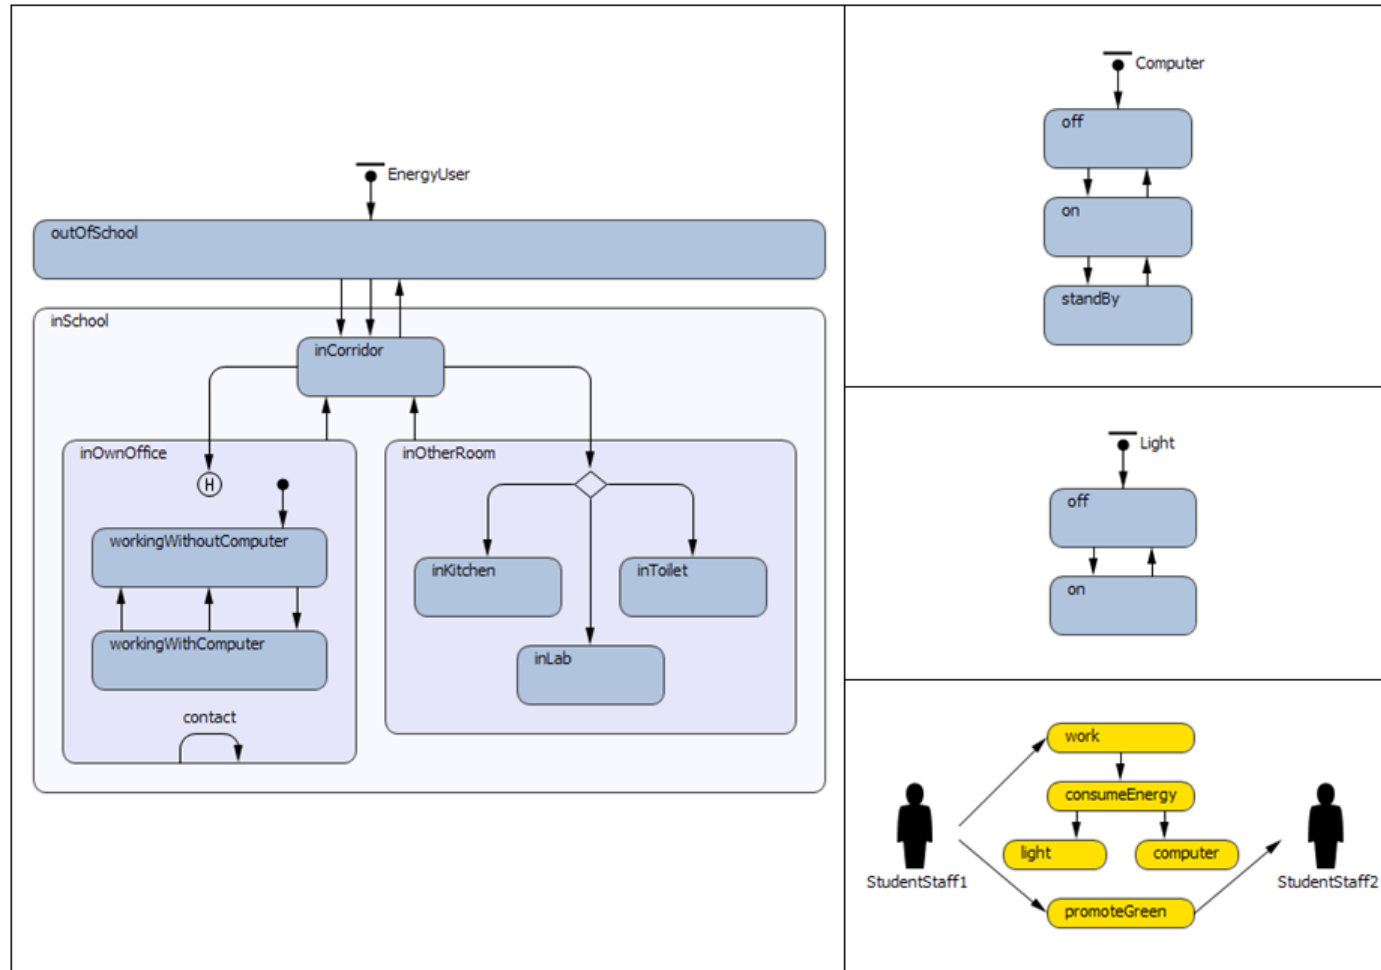 EnergyUser
outOfSchool
inSchool
inCorridor
inOwnOffice
H
workingWithoutComputer
workingWithComputer
contact
inOtherRoom
inKitchen
inToilet
inLab
Computer
off
on
standBy
Light
off
on
work
consumeEnergy
light
computer
promoteGreen
StudentStaff1
StudentStaff2